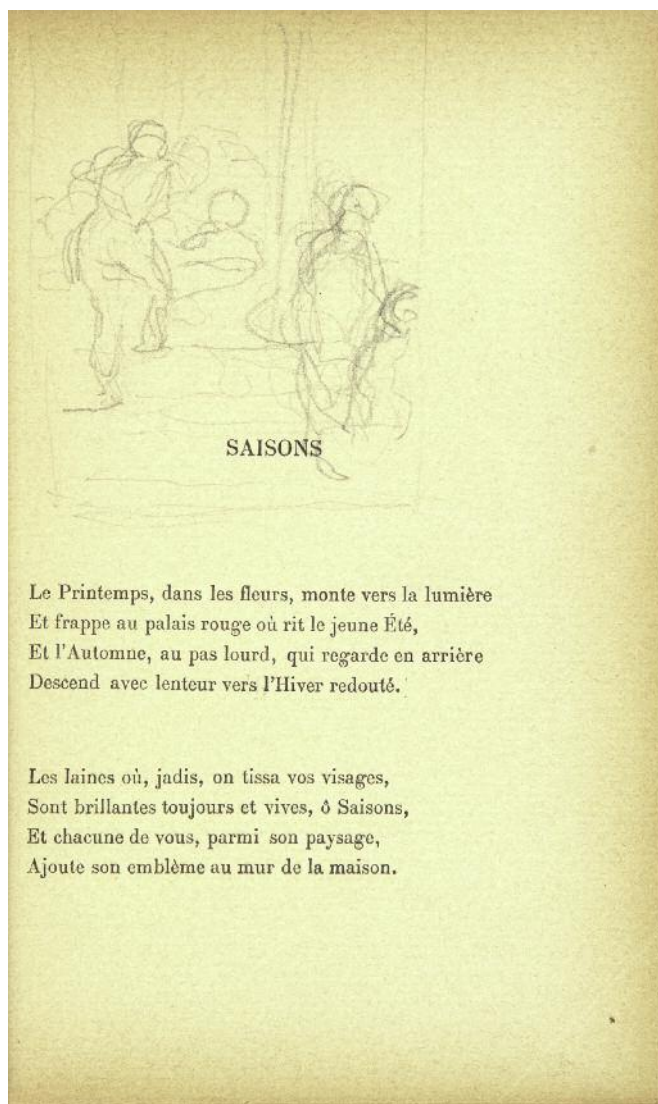 SAISONS
Le Printemps, dans les fleurs, monte vers la lumière
Et frappe au palais rouge où rit le jeune Été,
Et l'Automne, au pas lourd, qui regarde en arrière
Descend avec lenteur vers l'Hiver redouté.
Les laines où, jadis, on tissa vos visages,
Sont brillantes toujours et vives, ô Saisons,
Et chacune de vous, parmi son paysage,
Ajoute son emblème au mur de la maison.